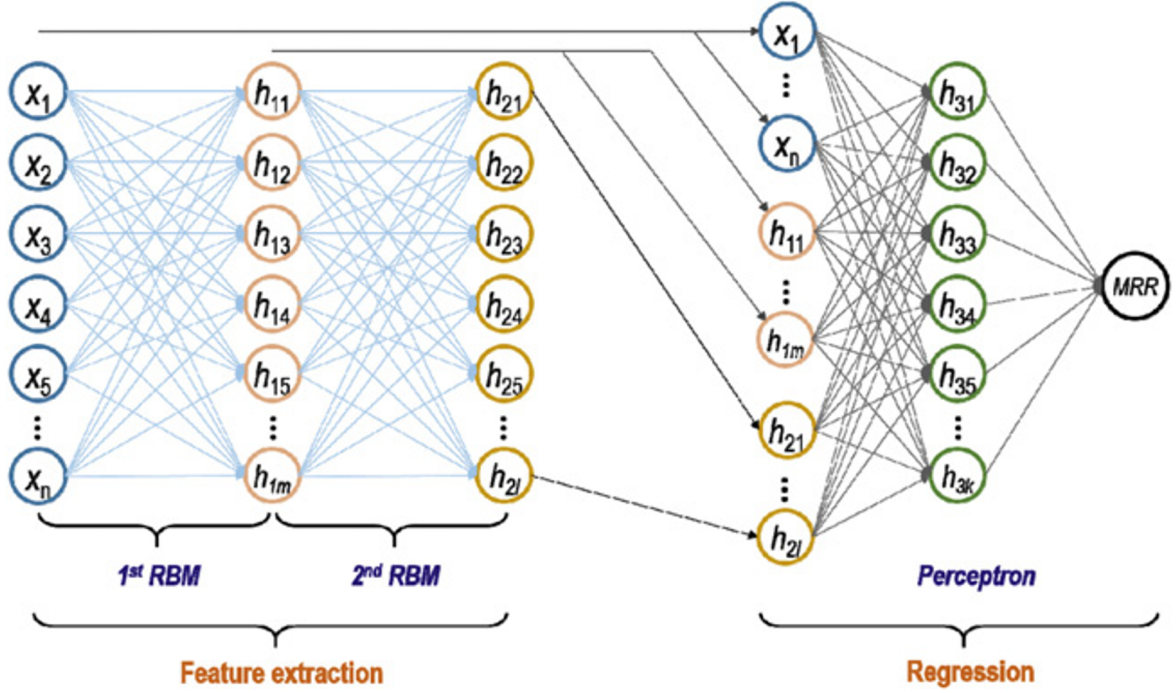 x1 h11 h21 x1 h31
x2 h12 h22 xn h32
x3 h13 h23 h11 h33
x4 h14 h24 h1m h34 MRR
x5 h15 h25 h21 h35
xn h1m h2l h2l h3k
1st RBM 2nd RBM Perceptron
Feature extraction Regression